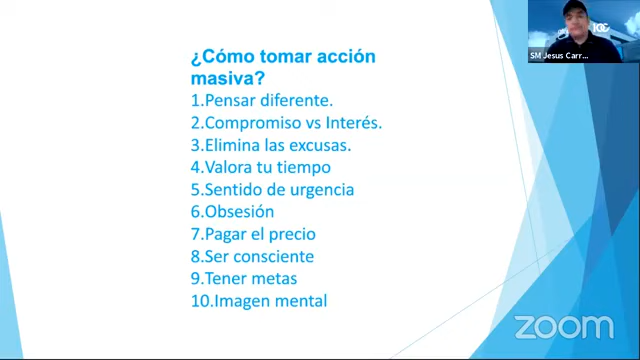 ¿Cómo tomar acción
masiva?
1.Pensar diferente.
2.Compromiso vs Interés.
3.Elimina las excusas.
4.Valora tu tiempo
5.Sentido de urgencia
6.Obsesión
7.Pagar el precio
8.Ser consciente
9.Tener metas
10.Imagen mental
SM Jesus Carr...
zoom